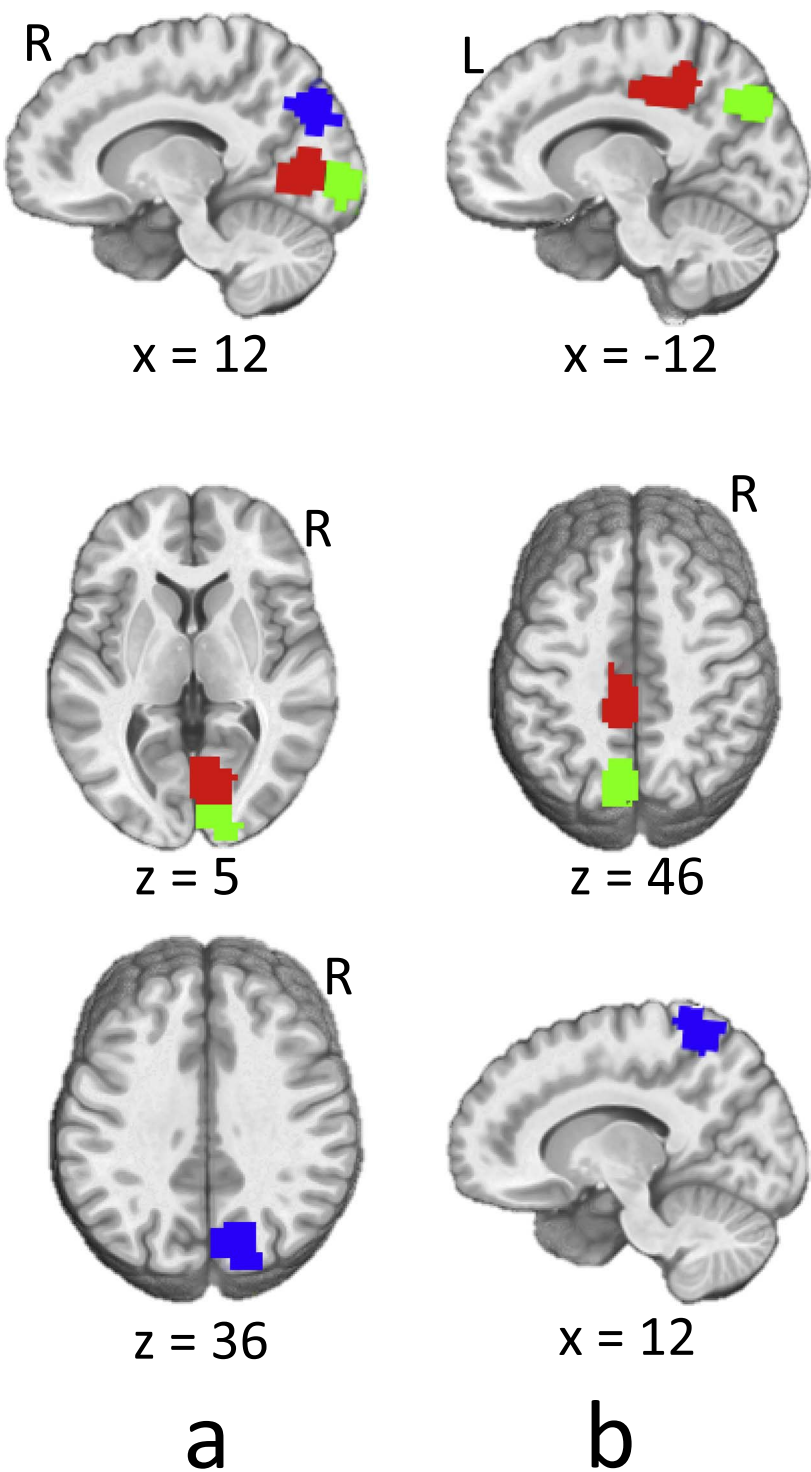 R
L
x = 12
x = -12
R
R
z = 5
z = 46
R
z = 36
x = 12
a
b